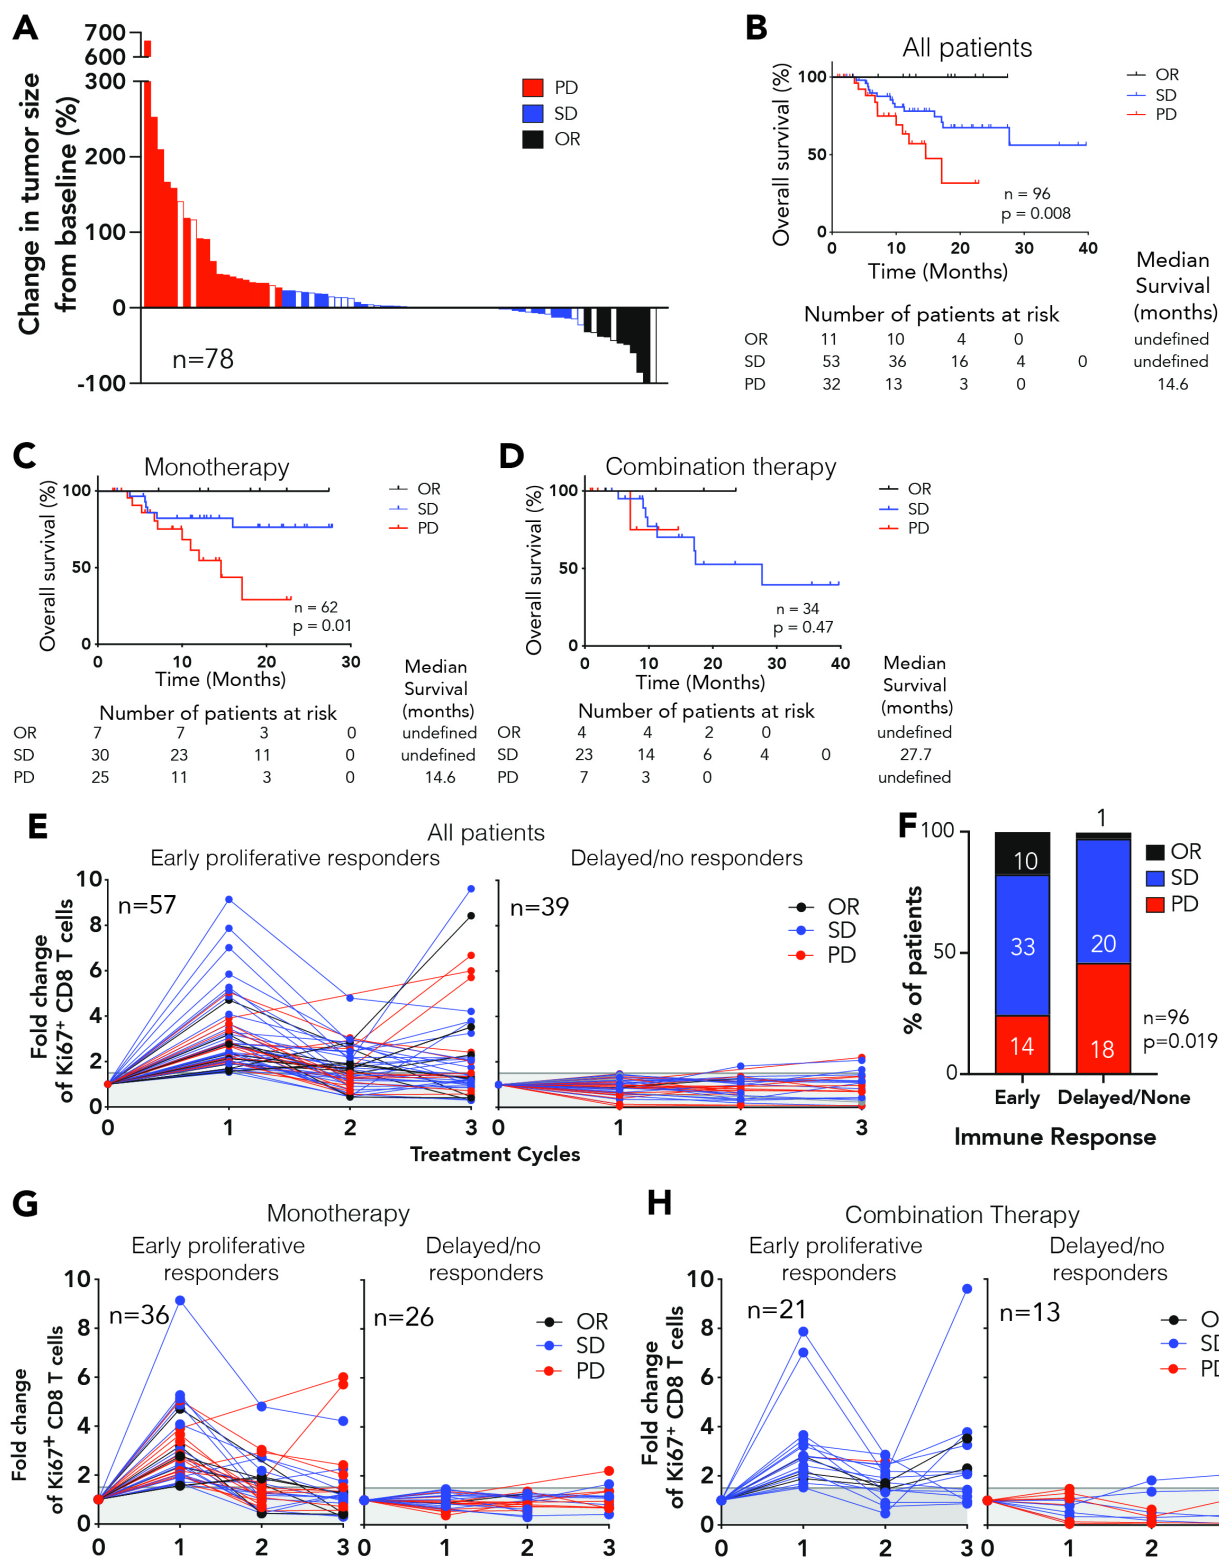 A
700
600
300
200
100
0
-100
Change in tumor size
from baseline (%)
PD
SD
OR
n=78
B
All patients
Overall survival (%)
100
50
0
0 10 20 30 40
Time (Months)
OR
SD
PD
n = 96
p = 0.008
Median
Survival
(months)
Number of patients at risk
OR 11 10 4 0 undefined
SD 53 36 16 4 0 undefined
PD 32 13 3 0 14.6
C
Monotherapy
Overall survival (%)
100
50
0
0 10 20 30
Time (Months)
OR
SD
PD
n = 62
p = 0.01
Median
Survival
(months)
Number of patients at risk
OR 7 7 3 0 undefined
SD 30 23 11 0 undefined
PD 25 11 3 0 14.6
D
Combination therapy
Overall survival (%)
100
50
0
0 10 20 30 40
Time (Months)
OR
SD
PD
n = 34
p = 0.47
Median
Survival
(months)
Number of patients at risk
OR 4 4 2 0 undefined
SD 23 14 6 4 0 27.7
PD 7 3 0 undefined
E
All patients
Early proliferative responders
Delayed/no responders
Fold change
of Ki67+ CD8 T cells
10
8
6
4
2
0
n=57
n=39
OR
SD
PD
0 1 2 3 0 1 2 3
Treatment Cycles
F
% of patients
100
50
0
1
10
33
14
20
18
OR
SD
PD
n=96
p=0.019
Early Delayed/None
Immune Response
G
Monotherapy
Early proliferative
responders
Delayed/no
responders
Fold change
of Ki67+ CD8 T cells
10
8
6
4
2
0
n=36
n=26
OR
SD
PD
0 1 2 3 0 1 2 3
H
Combination Therapy
Early proliferative
responders
Delayed/no
responders
Fold change
of Ki67+ CD8 T cells
10
8
6
4
2
0
n=21
n=13
O
SD
PD
0 1 2 3 0 1 2